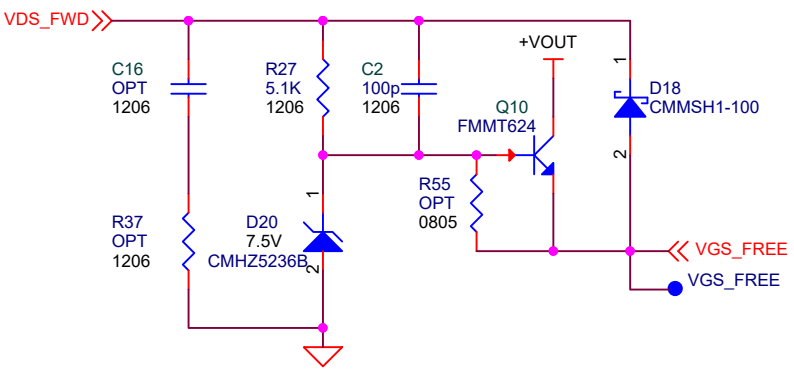 VDS_FWD
C16
OPT
1206
R27
5.1K
1206
C2
100p
1206
+VOUT
Q10
FMMT624
1
D18
CMMSH1-100
2
R55
OPT
0805
R37
OPT
1206
1
D20
7.5V
CMHZ5236B
2
VGS_FREE
VGS_FREE